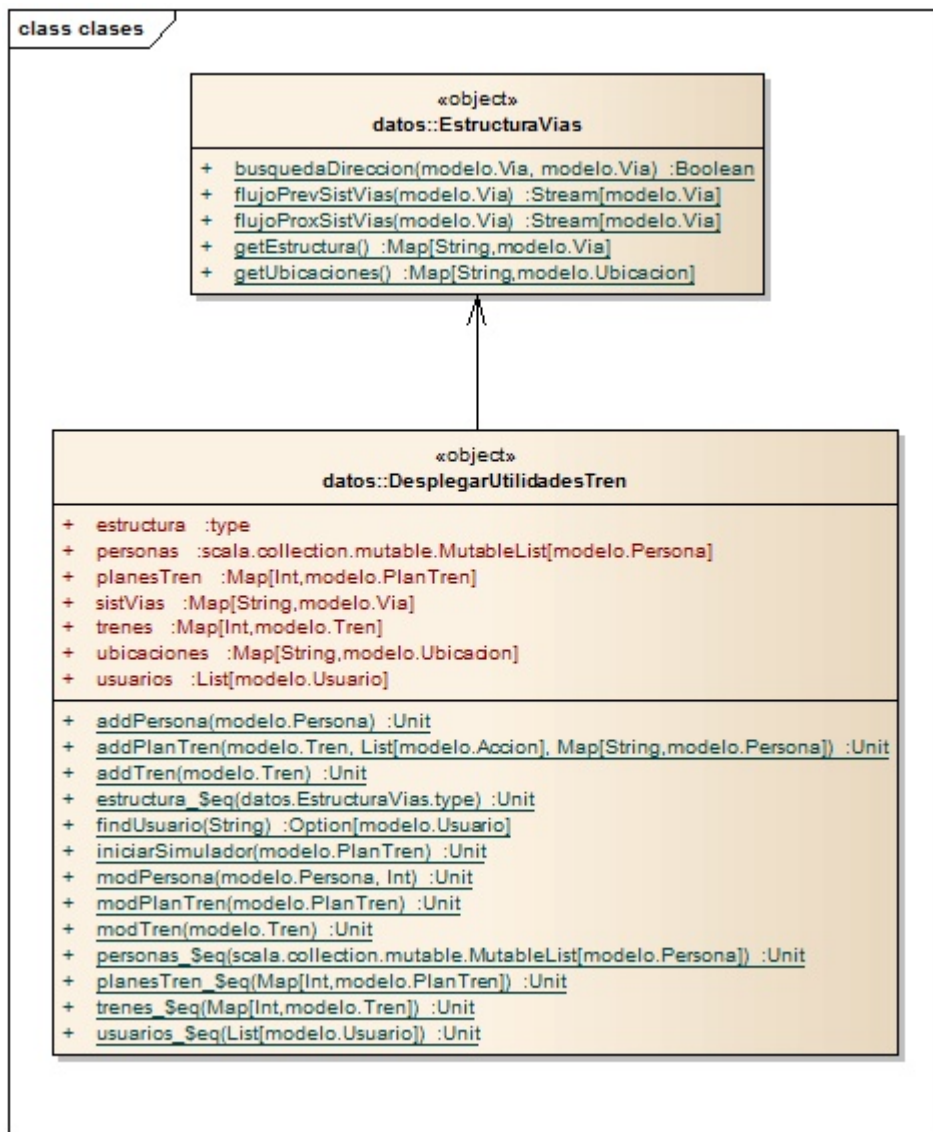 class clases
«object»
datos::EstructuraVias
+ busquedaDireccion(modelo.Via, modelo.Via) :Boolean
+ flujoPrevSistVias(modelo.Via) :Stream[modelo.Via]
+ flujoProxSistVias(modelo.Via) :Stream[modelo.Via]
+ getEstructura() :Map[String,modelo.Via]
+ getUbicaciones() :Map[String,modelo.Ubicacion]
«object»
datos::DesplegarUtilidadesTren
+ estructura :type
+ personas :scala.collection.mutable.MutableList[modelo.Persona]
+ planesTren :Map[Int,modelo.PlanTren]
+ sistVias :Map[String,modelo.Via]
+ trenes :Map[Int,modelo.Tren]
+ ubicaciones :Map[String,modelo.Ubicacion]
+ usuarios :List[modelo.Usuario]
+ addPersona(modelo.Persona) :Unit
+ addPlanTren(modelo.Tren, List[modelo.Accion], Map[String,modelo.Persona]) :Unit
+ addTren(modelo.Tren) :Unit
+ estructura_$eq(datos.EstructuraVias.type) :Unit
+ findUsuario(String) :Option[modelo.Usuario]
+ iniciarSimulador(modelo.PlanTren) :Unit
+ modPersona(modelo.Persona, Int) :Unit
+ modPlanTren(modelo.PlanTren) :Unit
+ modTren(modelo.Tren) :Unit
+ personas_$eq(scala.collection.mutable.MutableList[modelo.Persona]) :Unit
+ planesTren_$eq(Map[Int,modelo.PlanTren]) :Unit
+ trenes_$eq(Map[Int,modelo.Tren]) :Unit
+ usuarios_$eq(List[modelo.Usuario]) :Unit